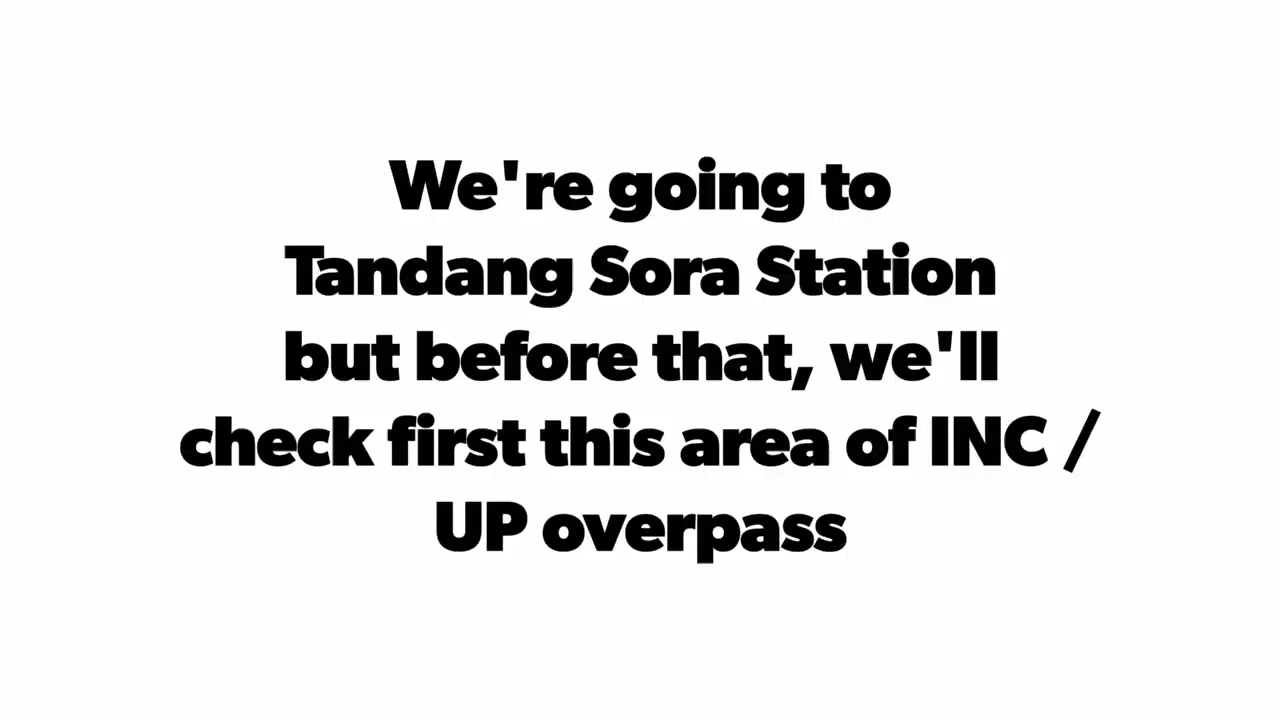 We're going to
Tandang Sora Station
but before that, we'll
check first this area of INC /
UP overpass